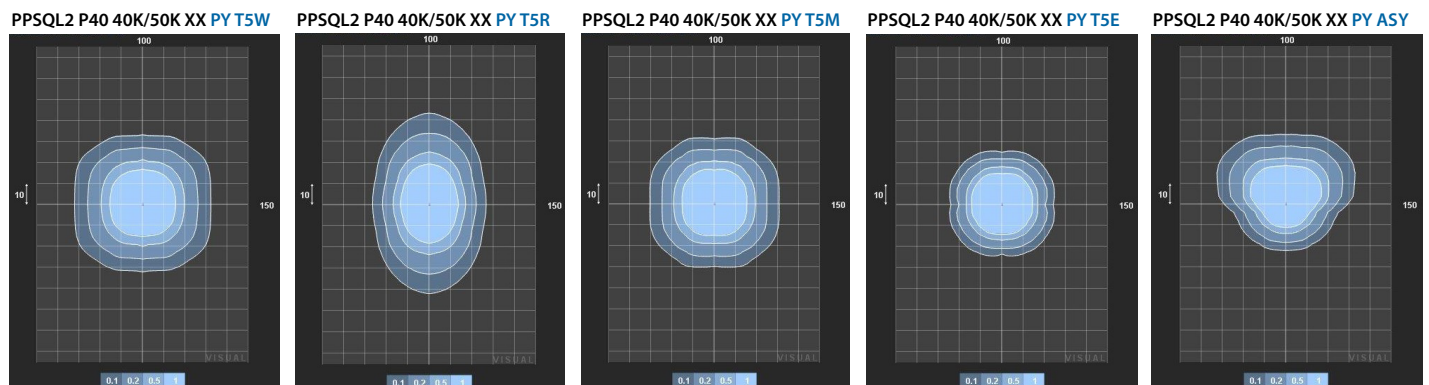 PPSQL2 P40 40K/50K XX PY T5W
100
10
150
VISUAL
0.1 0.2 0.5 1
PPSQL2 P40 40K/50K XX PY T5R
100
10
150
VISUAL
0.1 0.2 0.5 1
PPSQL2 P40 40K/50K XX PY T5M
100
10
150
VISUAL
0.1 0.2 0.5 1
PPSQL2 P40 40K/50K XX PY T5E
100
10
150
VISUAL
0.1 0.2 0.5 1
PPSQL2 P40 40K/50K XX PY ASY
100
10
150
VISUAL
0.1 0.2 0.5 1